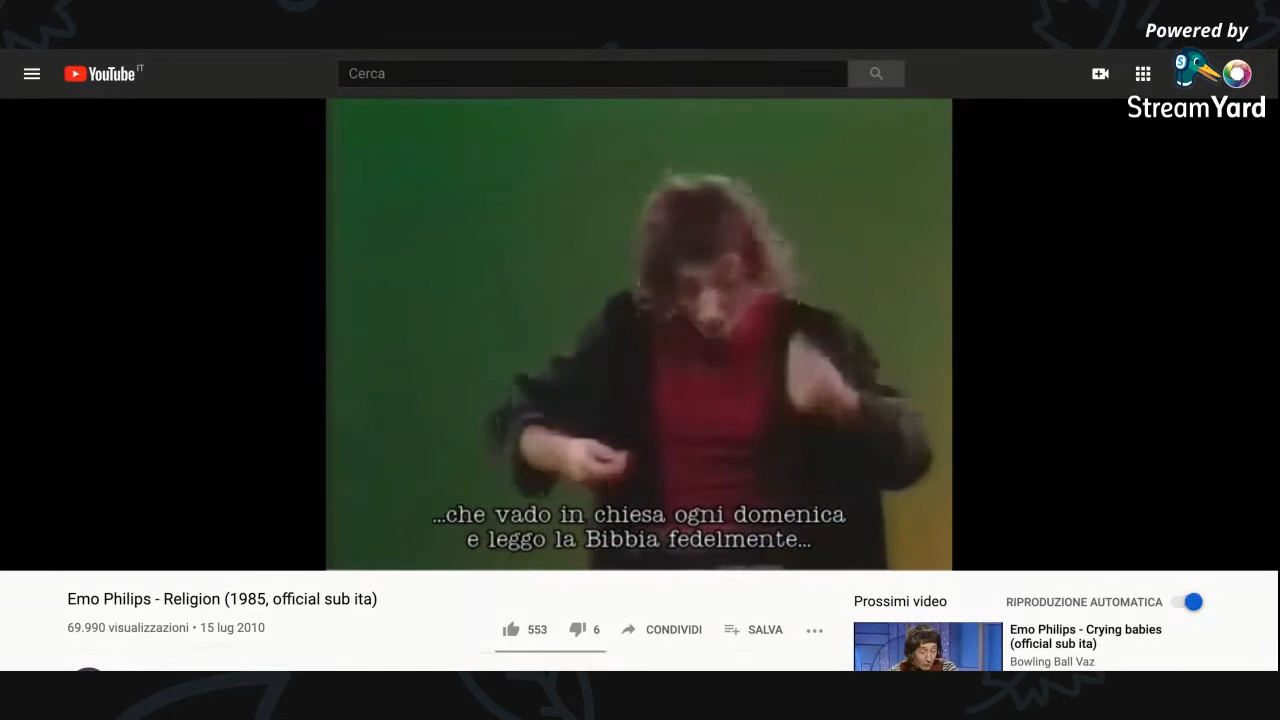 Powered by
StreamYard
YouTube IT
Cerca
...che vado in chiesa ogni domenica
e leggo la Bibbia fedelmente...
Emo Philips - Religion (1985, official sub ita)
69.990 visualizzazioni • 15 lug 2010
553
6
CONDIVIDI
SALVA
Prossimi video
RIPRODUZIONE AUTOMATICA
Emo Philips - Crying babies
(official sub ita)
Bowling Ball Vaz